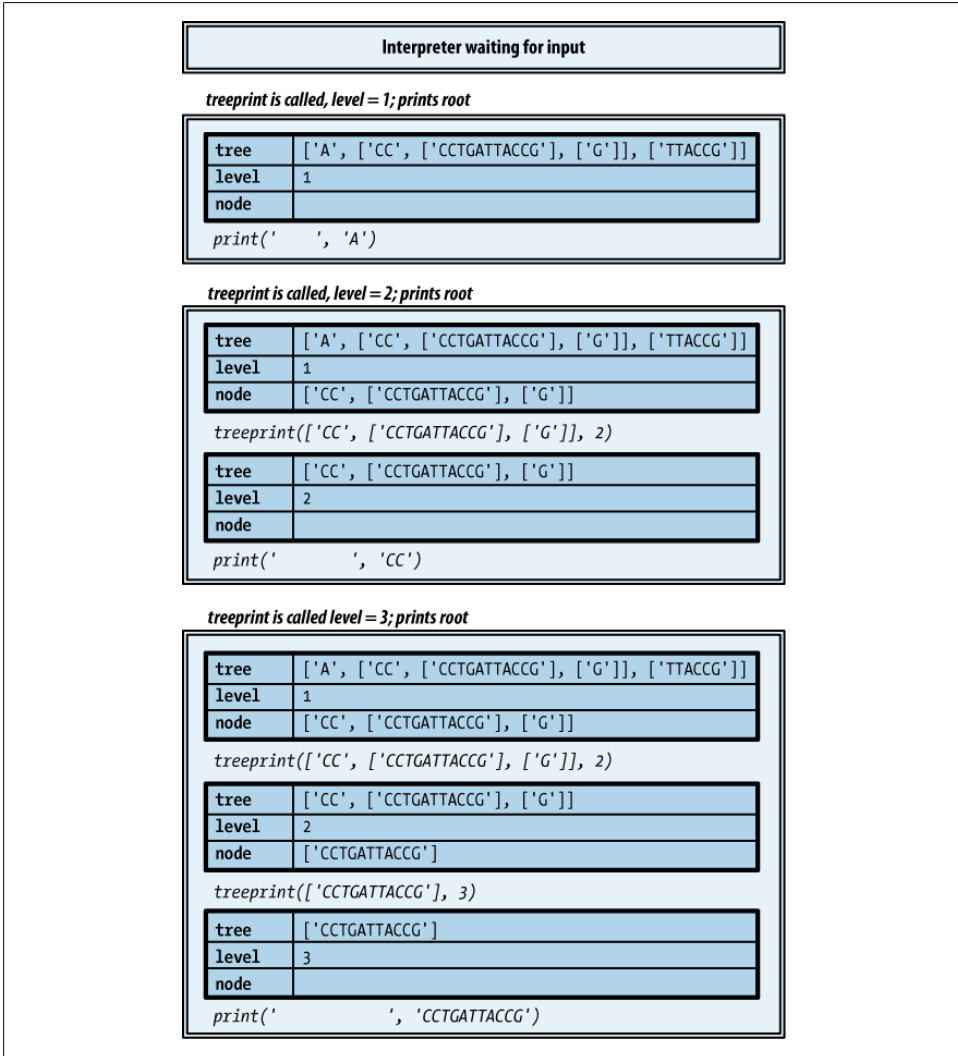 Interpreter waiting for input
treeprint is called, level = 1; prints root
tree ['A', ['CC', ['CCTGATTACCG'], ['G']], ['TTACCG']]
level 1
node
print('    ', 'A')
treeprint is called, level = 2; prints root
tree ['A', ['CC', ['CCTGATTACCG'], ['G']], ['TTACCG']]
level 1
node ['CC', ['CCTGATTACCG'], ['G']]
treeprint(['CC', ['CCTGATTACCG'], ['G']], 2)
tree ['CC', ['CCTGATTACCG'], ['G']]
level 2
node
print('        ', 'CC')
treeprint is called level = 3; prints root
tree ['A', ['CC', ['CCTGATTACCG'], ['G']], ['TTACCG']]
level 1
node ['CC', ['CCTGATTACCG'], ['G']]
treeprint(['CC', ['CCTGATTACCG'], ['G']], 2)
tree ['CC', ['CCTGATTACCG'], ['G']]
level 2
node ['CCTGATTACCG']
treeprint(['CCTGATTACCG'], 3)
tree ['CCTGATTACCG']
level 3
node
print('            ', 'CCTGATTACCG')